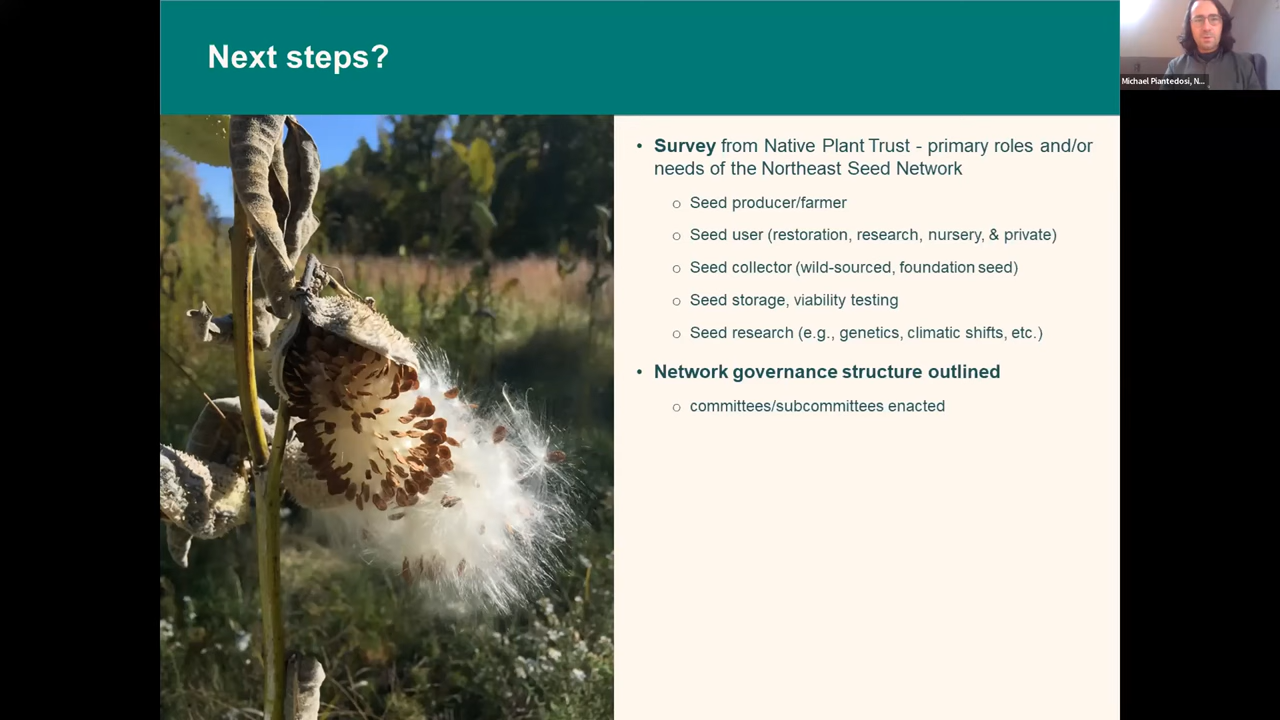 Next steps?
Michael Piantedosi, N...
• Survey from Native Plant Trust - primary roles and/or
needs of the Northeast Seed Network
○ Seed producer/farmer
○ Seed user (restoration, research, nursery, & private)
○ Seed collector (wild-sourced, foundation seed)
○ Seed storage, viability testing
○ Seed research (e.g., genetics, climatic shifts, etc.)
• Network governance structure outlined
○ committees/subcommittees enacted